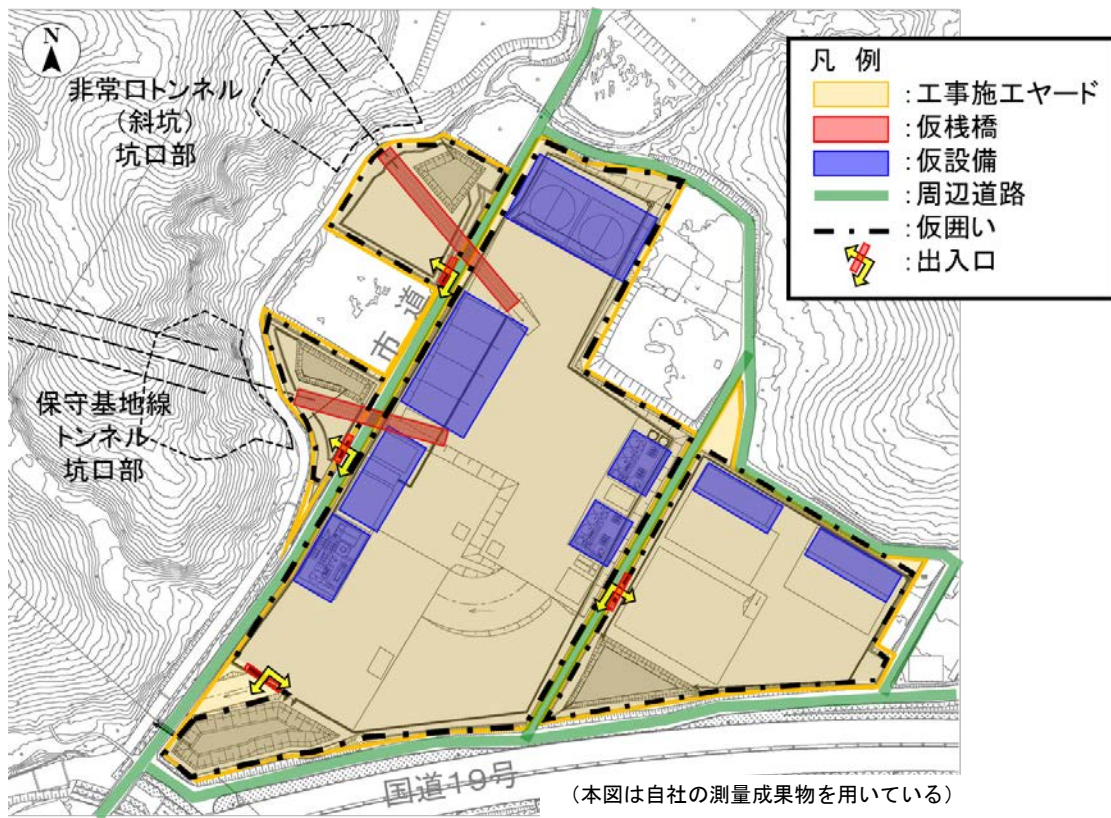 N
非常口トンネル
(斜坑)
坑口部
凡 例
:工事施工ヤード
:仮桟橋
:仮設備
:周辺道路
:仮囲い
:出入口
市道
保守基地線
トンネル
坑口部
国道19号
(本図は自社の測量成果物を用いている)